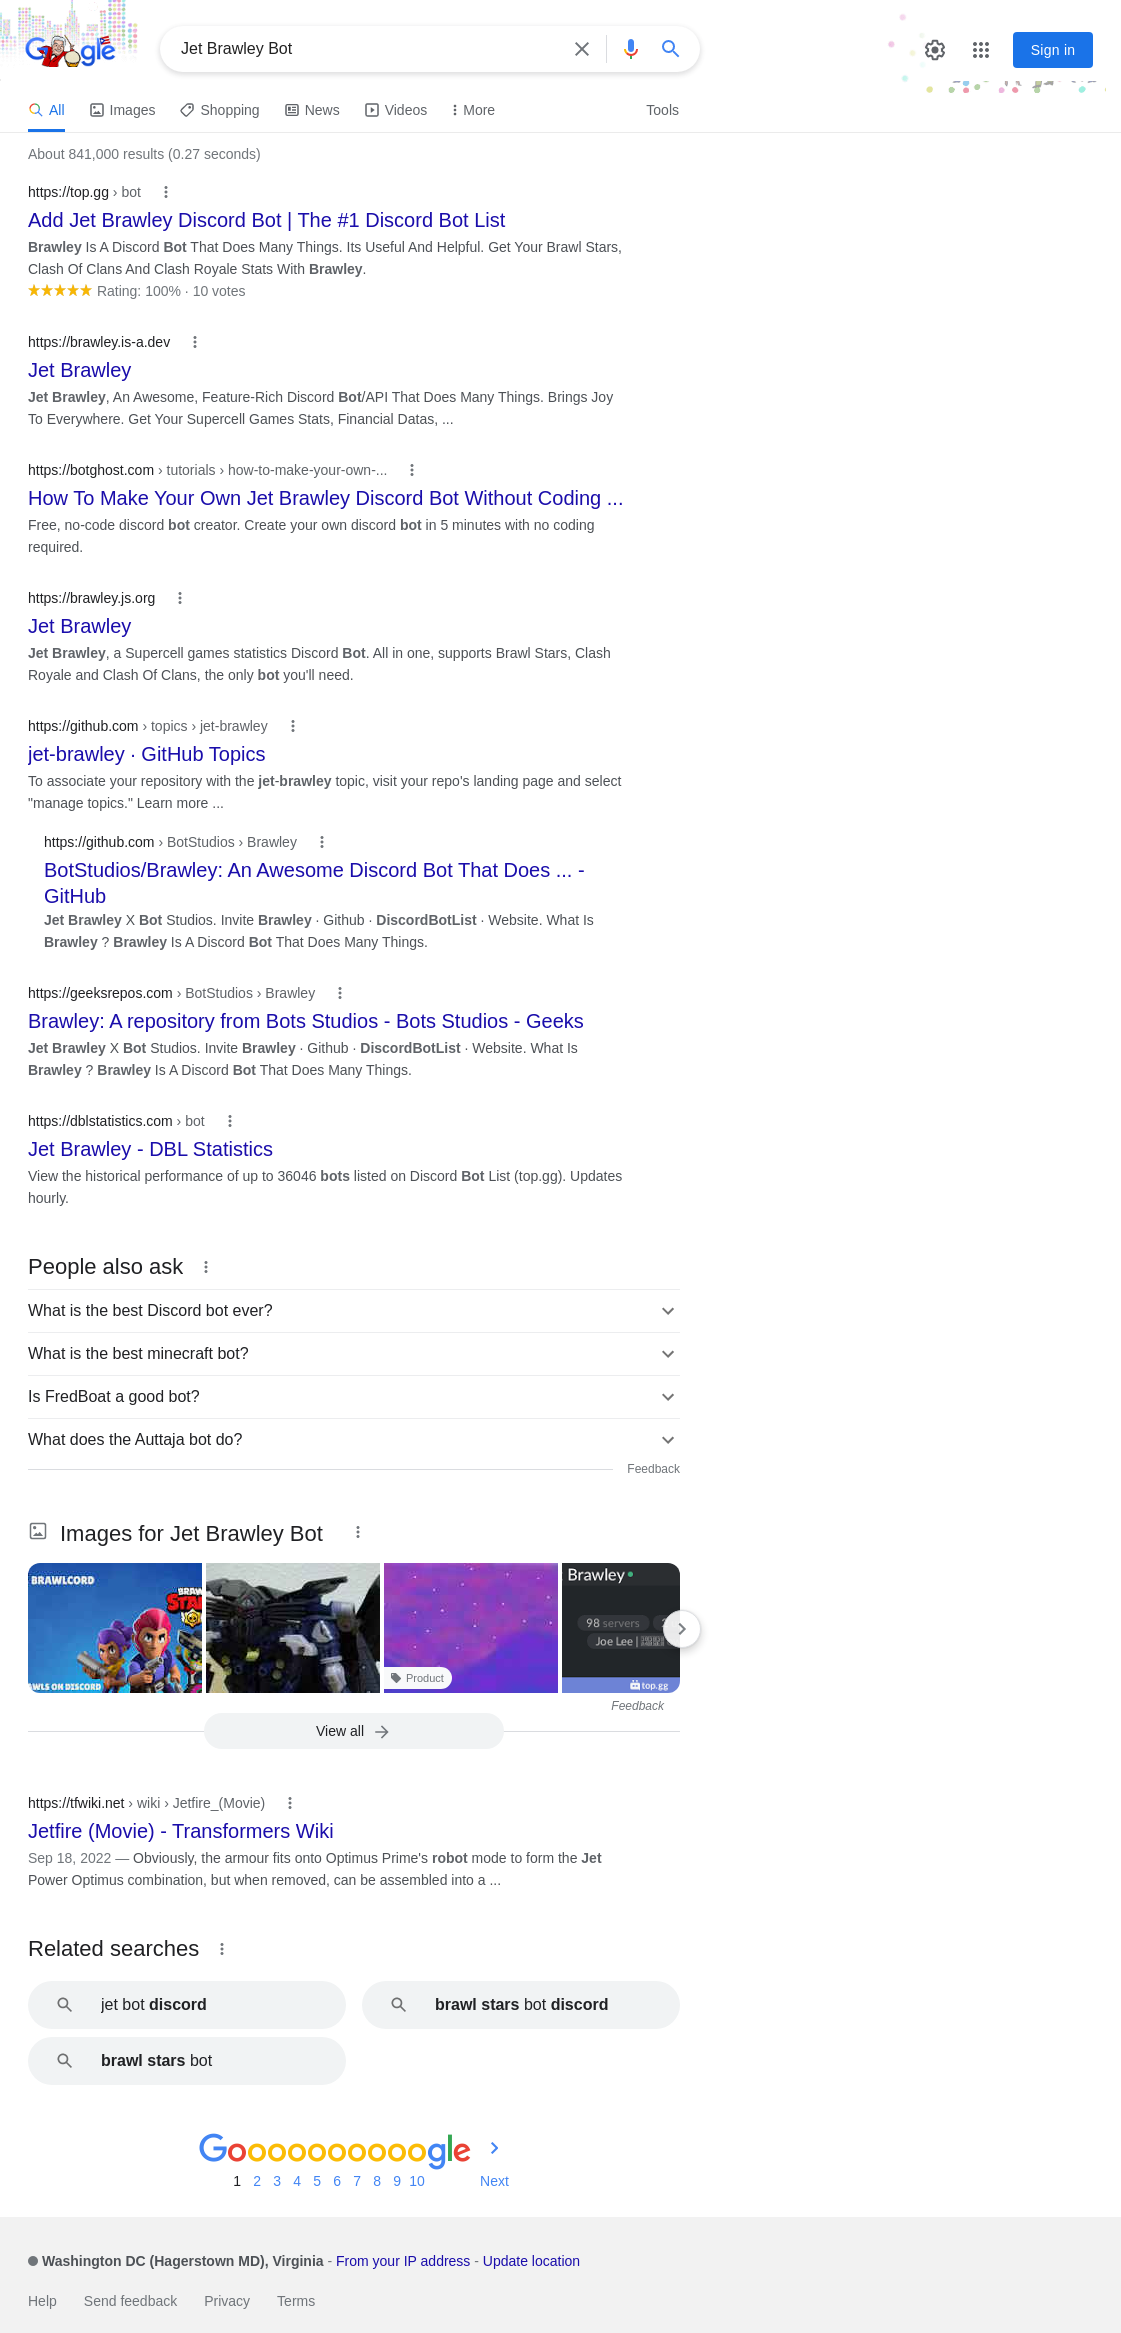 Google
Jet Brawley Bot
Sign in
All
Images
Shopping
News
Videos
More
Tools
About 841,000 results (0.27 seconds)
https://top.gg › bot
Add Jet Brawley Discord Bot | The #1 Discord Bot List
Brawley Is A Discord Bot That Does Many Things. Its Useful And Helpful. Get Your Brawl Stars,
Clash Of Clans And Clash Royale Stats With Brawley.
Rating: 100% · 10 votes
https://brawley.is-a.dev
Jet Brawley
Jet Brawley, An Awesome, Feature-Rich Discord Bot/API That Does Many Things. Brings Joy
To Everywhere. Get Your Supercell Games Stats, Financial Datas, ...
https://botghost.com › tutorials › how-to-make-your-own-...
How To Make Your Own Jet Brawley Discord Bot Without Coding ...
Free, no-code discord bot creator. Create your own discord bot in 5 minutes with no coding
required.
https://brawley.js.org
Jet Brawley
Jet Brawley, a Supercell games statistics Discord Bot. All in one, supports Brawl Stars, Clash
Royale and Clash Of Clans, the only bot you'll need.
https://github.com › topics › jet-brawley
jet-brawley · GitHub Topics
To associate your repository with the jet-brawley topic, visit your repo's landing page and select
"manage topics." Learn more ...
https://github.com › BotStudios › Brawley
BotStudios/Brawley: An Awesome Discord Bot That Does ... -
GitHub
Jet Brawley X Bot Studios. Invite Brawley · Github · DiscordBotList · Website. What Is
Brawley ? Brawley Is A Discord Bot That Does Many Things.
https://geeksrepos.com › BotStudios › Brawley
Brawley: A repository from Bots Studios - Bots Studios - Geeks
Jet Brawley X Bot Studios. Invite Brawley · Github · DiscordBotList · Website. What Is
Brawley ? Brawley Is A Discord Bot That Does Many Things.
https://dblstatistics.com › bot
Jet Brawley - DBL Statistics
View the historical performance of up to 36046 bots listed on Discord Bot List (top.gg). Updates
hourly.
People also ask
What is the best Discord bot ever?
What is the best minecraft bot?
Is FredBoat a good bot?
What does the Auttaja bot do?
Feedback
Images for Jet Brawley Bot
BRAWLCORD
BRAW
STA
AWLS ON DISCORD
Product
Brawley
98 servers
Joe Lee |
top.gg
Feedback
View all
https://tfwiki.net › wiki › Jetfire_(Movie)
Jetfire (Movie) - Transformers Wiki
Sep 18, 2022 — Obviously, the armour fits onto Optimus Prime's robot mode to form the Jet
Power Optimus combination, but when removed, can be assembled into a ...
Related searches
jet bot discord
brawl stars bot discord
brawl stars bot
Goooooooooogle
1 2 3 4 5 6 7 8 9 10 Next
Washington DC (Hagerstown MD), Virginia - From your IP address - Update location
Help Send feedback Privacy Terms